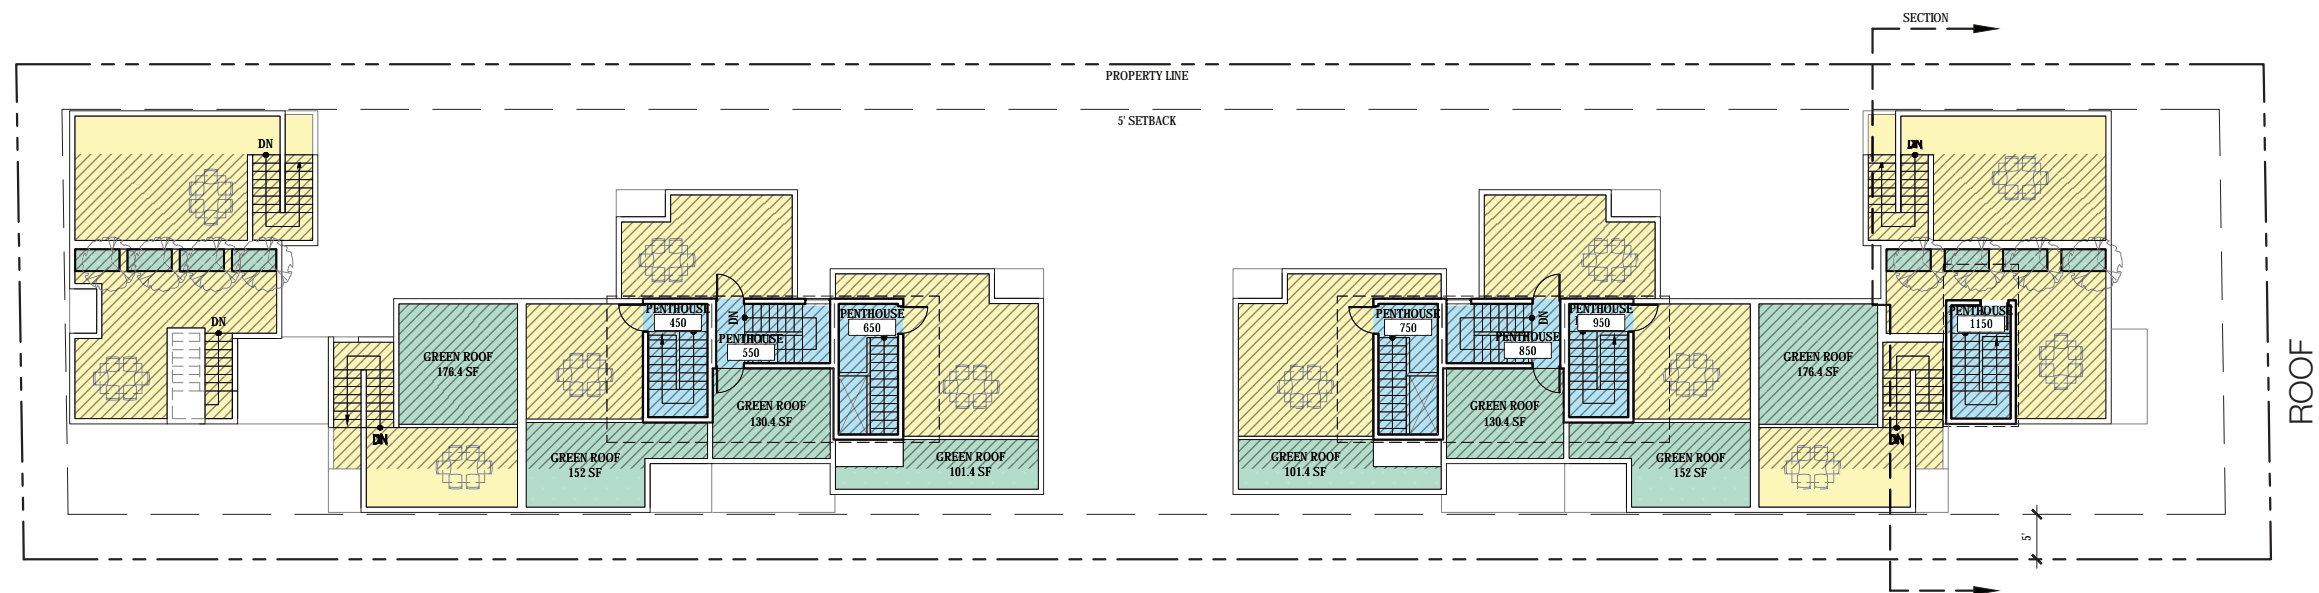 SECTION
PROPERTY LINE
5' SETBACK
DN
DN
DN
DN
GREEN ROOF
176.4 SF
PENTHOUSE
450
DN
PENTHOUSE
550
PENTHOUSE
650
GREEN ROOF
130.4 SF
GREEN ROOF
152 SF
GREEN ROOF
101.4 SF
PENTHOUSE
750
PENTHOUSE
850
DN
PENTHOUSE
950
GREEN ROOF
130.4 SF
GREEN ROOF
101.4 SF
GREEN ROOF
152 SF
GREEN ROOF
176.4 SF
PENTHOUSE
1150
DN
5'
ROOF